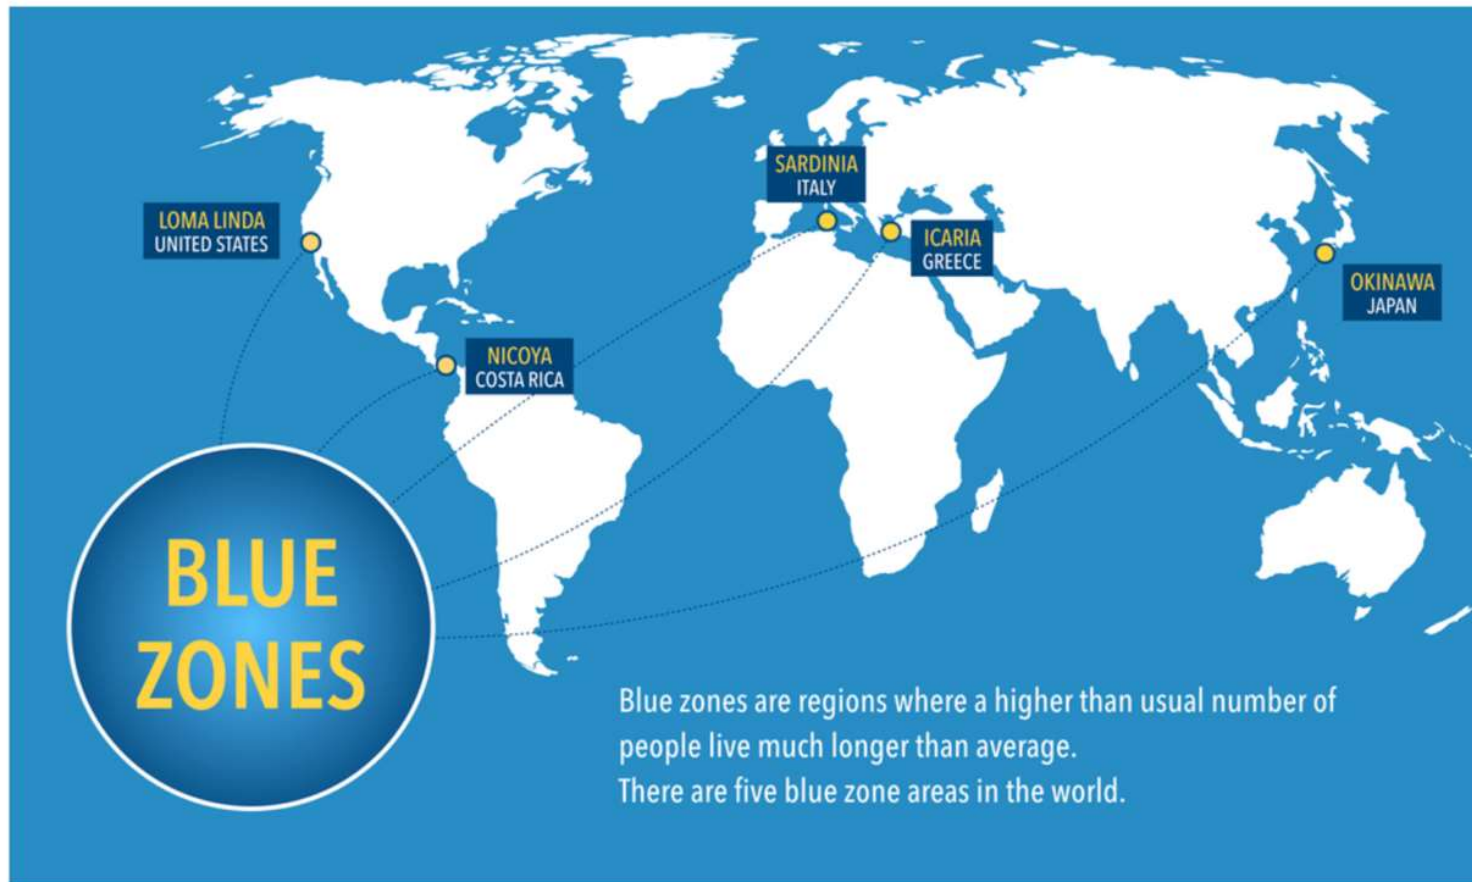 SARDINIA
ITALY
LOMA LINDA
UNITED STATES
ICARIA
GREECE
OKINAWA
JAPAN
NICOYA
COSTA RICA
BLUE
ZONES
Blue zones are regions where a higher than usual number of
people live much longer than average.
There are five blue zone areas in the world.